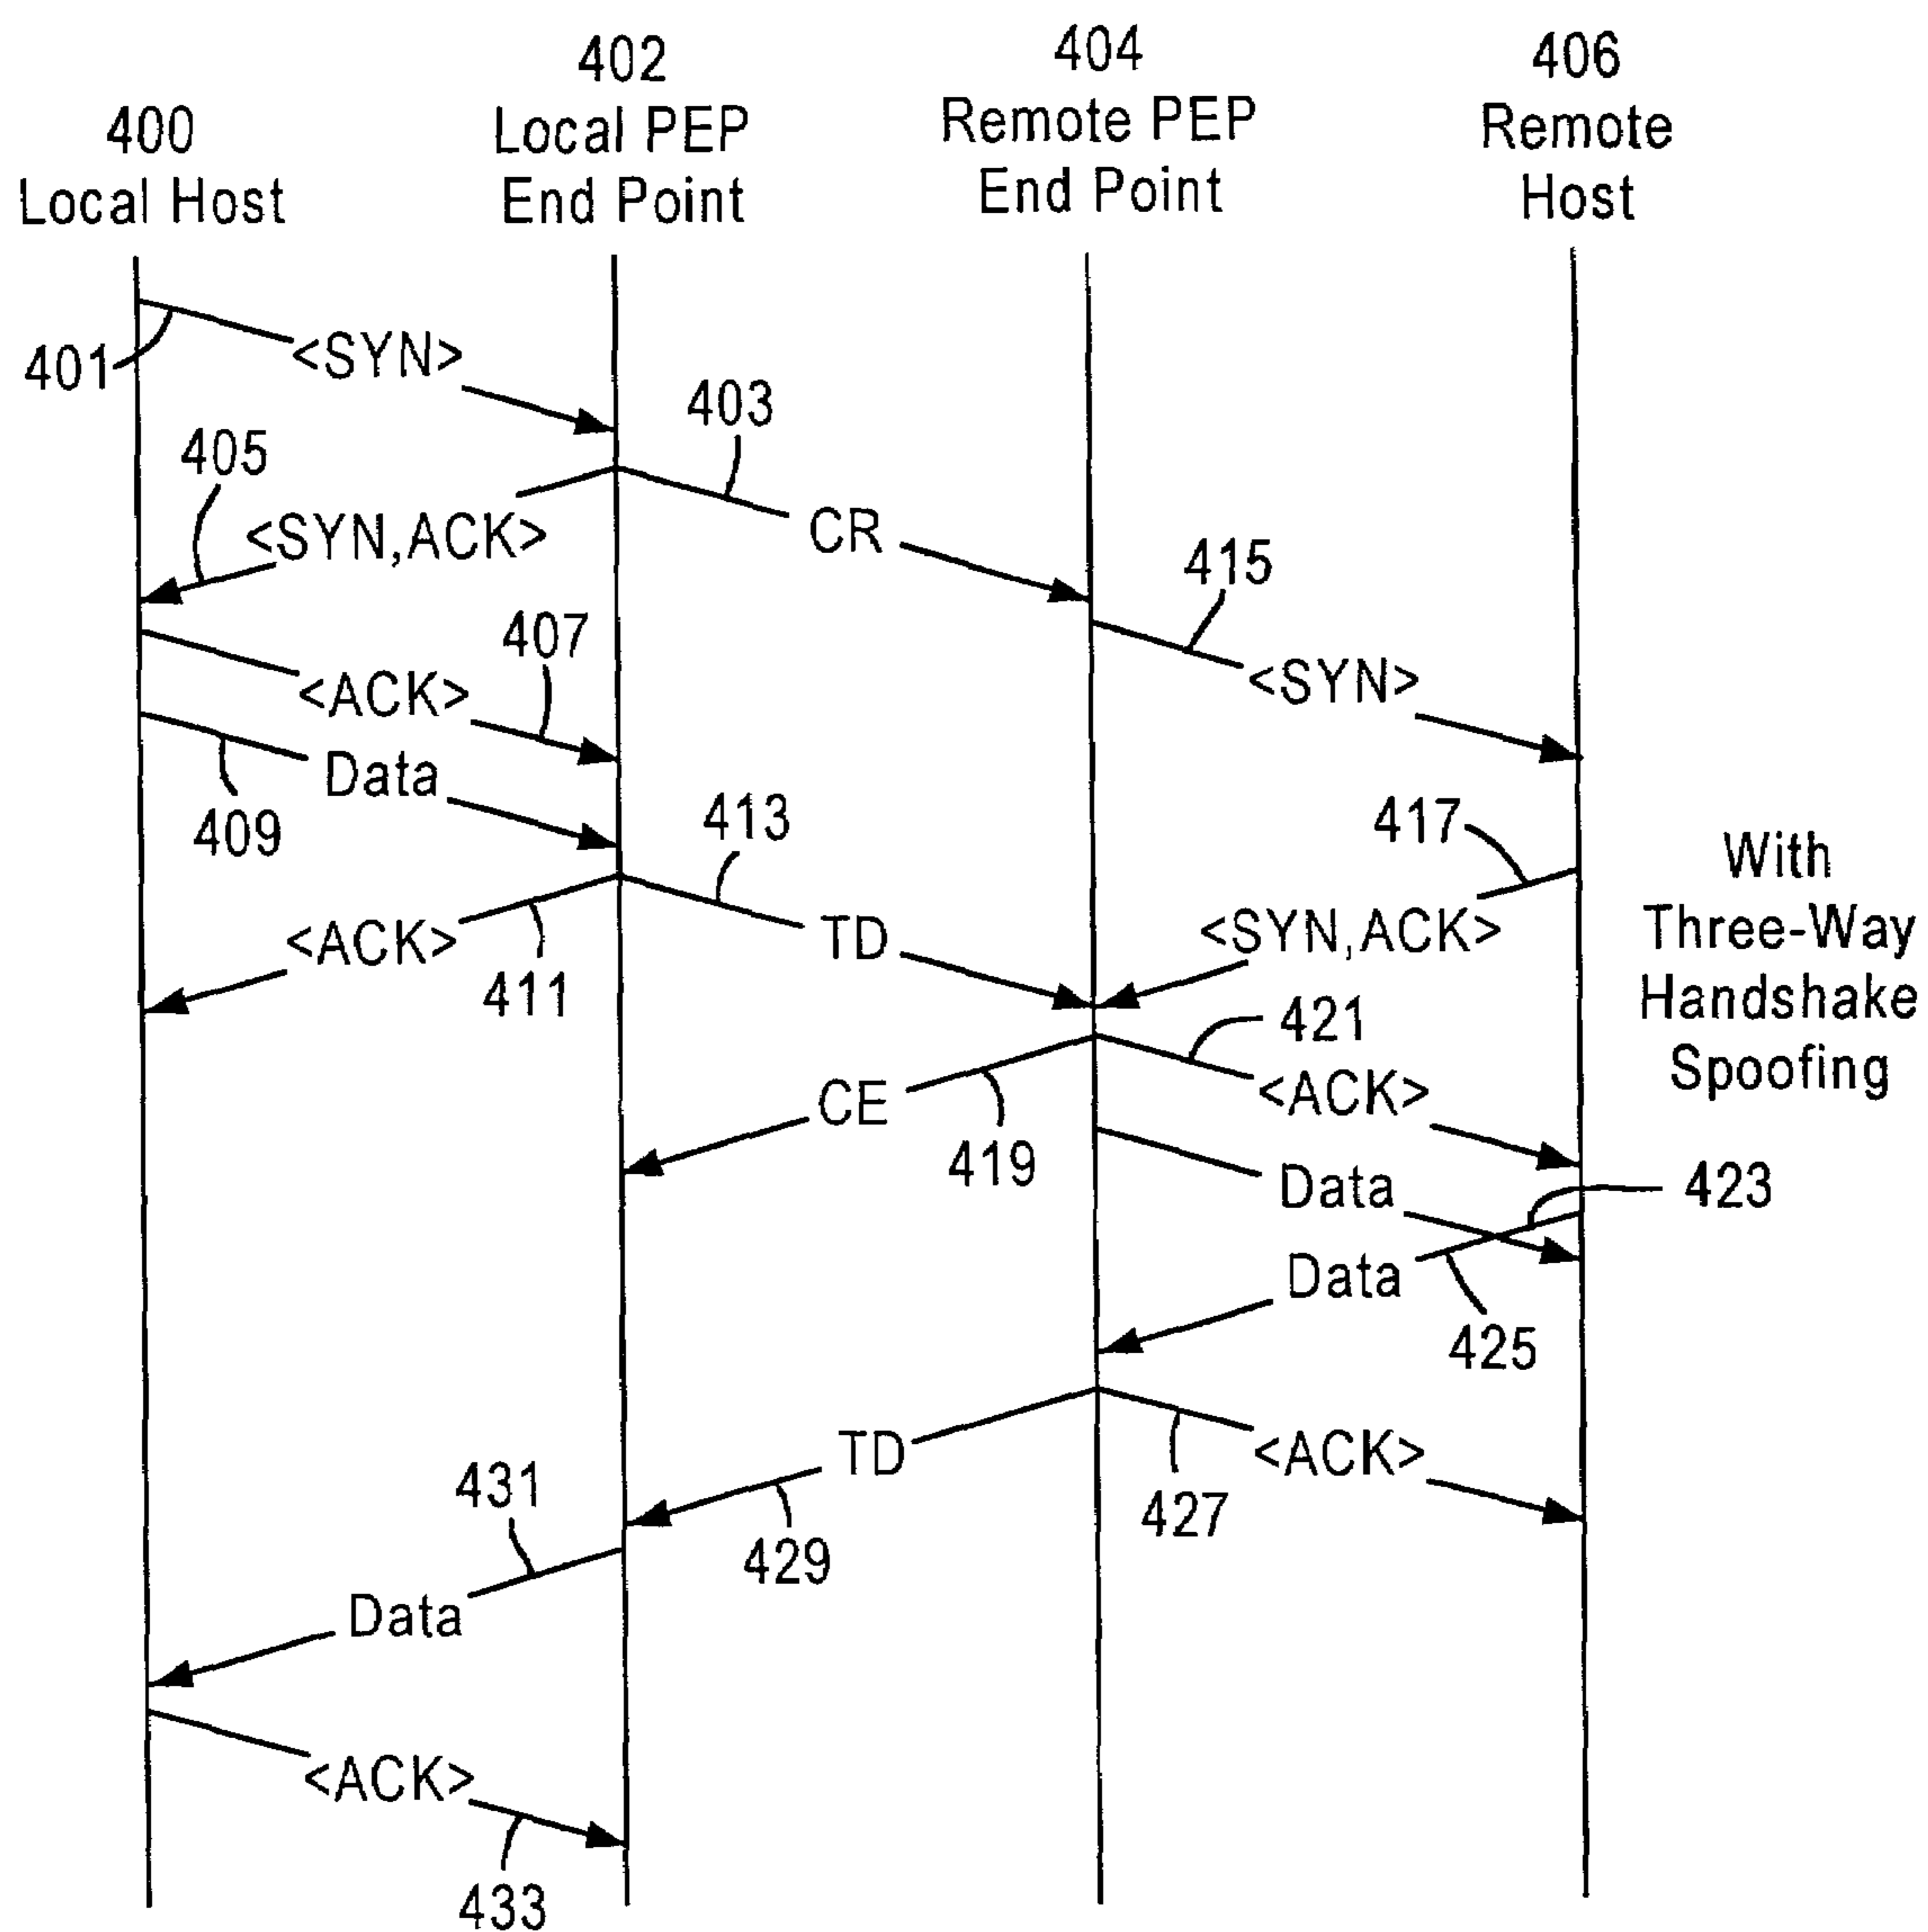 400
Local Host
402
Local PEP
End Point
404
Remote PEP
End Point
406
Remote
Host
401
<SYN>
403
405
<SYN,ACK>
CR
415
407
<SYN>
<ACK>
Data
409
413
417
With
Three-Way
Handshake
Spoofing
<ACK>
411
TD
<SYN,ACK>
421
CE
419
<ACK>
Data
423
Data
425
TD
<ACK>
427
431
429
Data
<ACK>
433